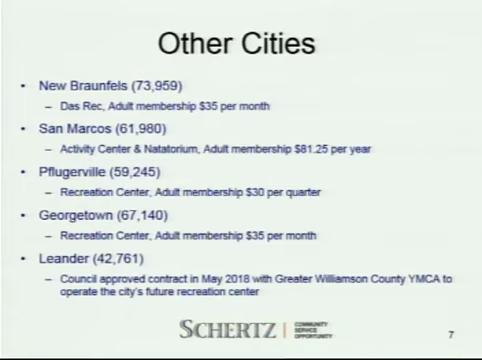 Other Cities
• New Braunfels (73,959)
– Das Rec, Adult membership $35 per month
• San Marcos (61,980)
– Activity Center & Natatorium, Adult membership $81.25 per year
• Pflugerville (59,245)
– Recreation Center, Adult membership $30 per quarter
• Georgetown (67,140)
– Recreation Center, Adult membership $35 per month
• Leander (42,761)
– Council approved contract in May 2018 with Greater Williamson County YMCA to
operate the city's future recreation center
SCHERTZ | COMMUNITY
SERVICE
OPPORTUNITY
7